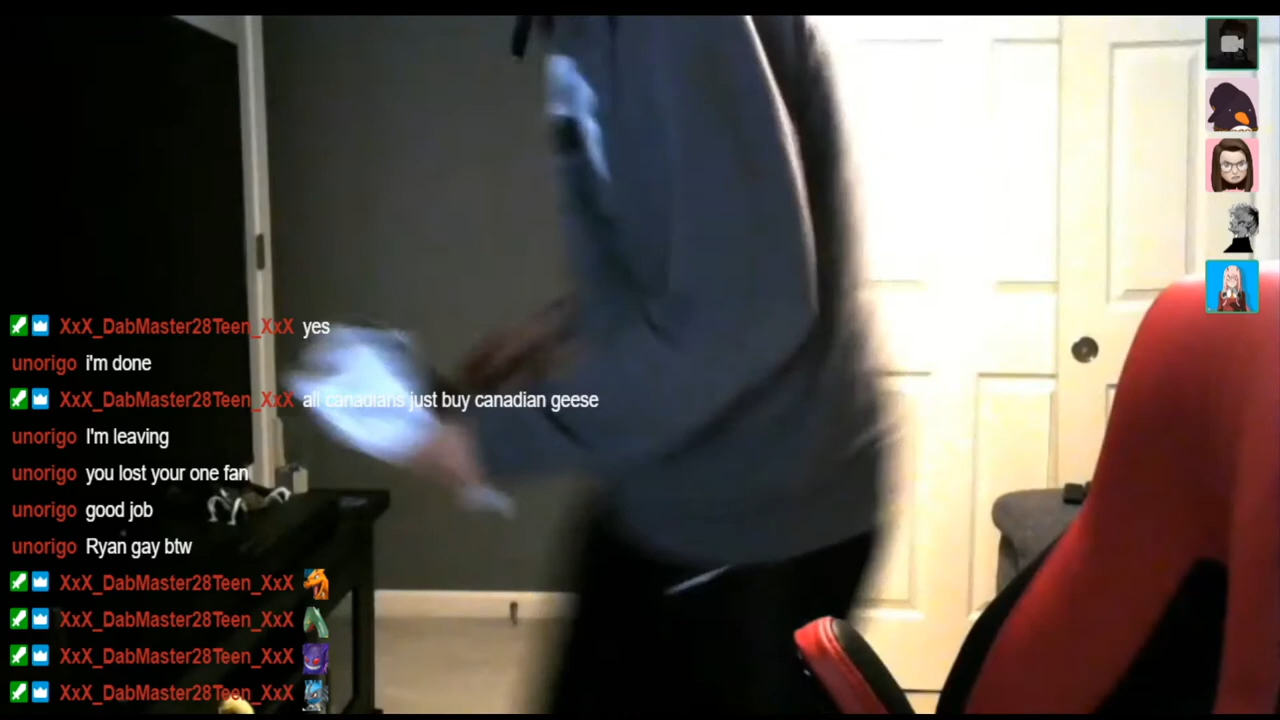 XxX_DabMaster28Teen_XxX yes
unorigo i'm done
XxX_DabMaster28Teen_XxX all canadians just buy canadian geese
unorigo I'm leaving
unorigo you lost your one fan
unorigo good job
unorigo Ryan gay btw
XxX_DabMaster28Teen_XxX
XxX_DabMaster28Teen_XxX
XxX_DabMaster28Teen_XxX
XxX_DabMaster28Teen_XxX